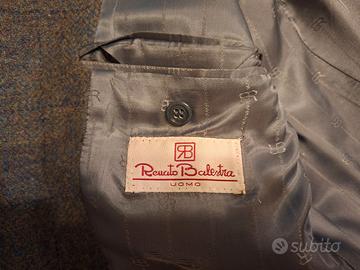 RB
Renato Balestra
UOMO
subito